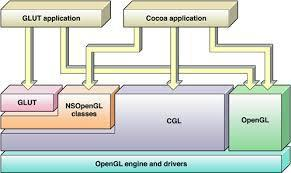 GLUT application
Cocoa application
GLUT
NSOpenGL
classes
CGL
OpenGL
OpenGL engine and drivers